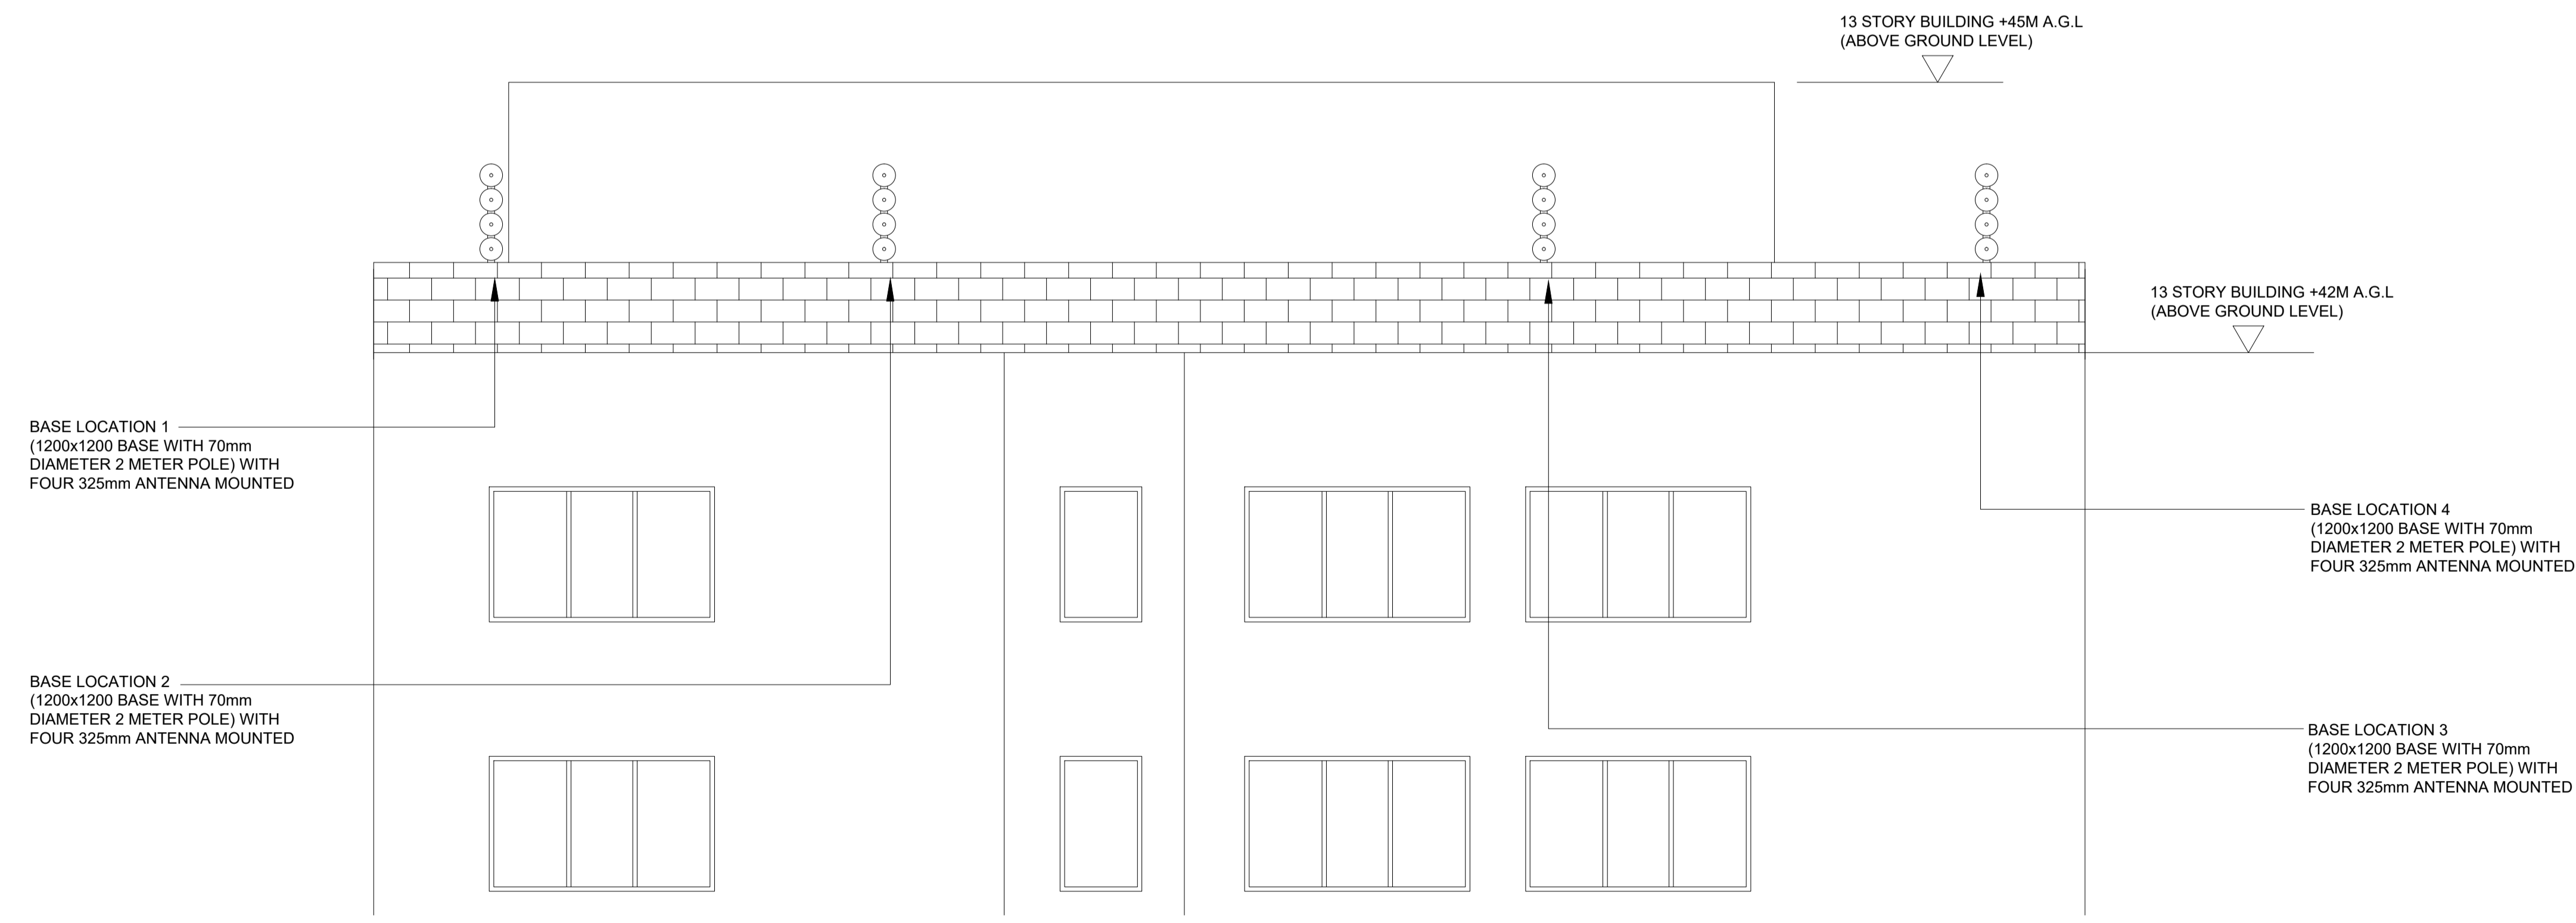 13 STORY BUILDING +45M A.G.L
(ABOVE GROUND LEVEL)
13 STORY BUILDING +42M A.G.L
(ABOVE GROUND LEVEL)
BASE LOCATION 1
(1200x1200 BASE WITH 70mm
DIAMETER 2 METER POLE) WITH
FOUR 325mm ANTENNA MOUNTED
BASE LOCATION 4
(1200x1200 BASE WITH 70mm
DIAMETER 2 METER POLE) WITH
FOUR 325mm ANTENNA MOUNTED
BASE LOCATION 2
(1200x1200 BASE WITH 70mm
DIAMETER 2 METER POLE) WITH
FOUR 325mm ANTENNA MOUNTED
BASE LOCATION 3
(1200x1200 BASE WITH 70mm
DIAMETER 2 METER POLE) WITH
FOUR 325mm ANTENNA MOUNTED